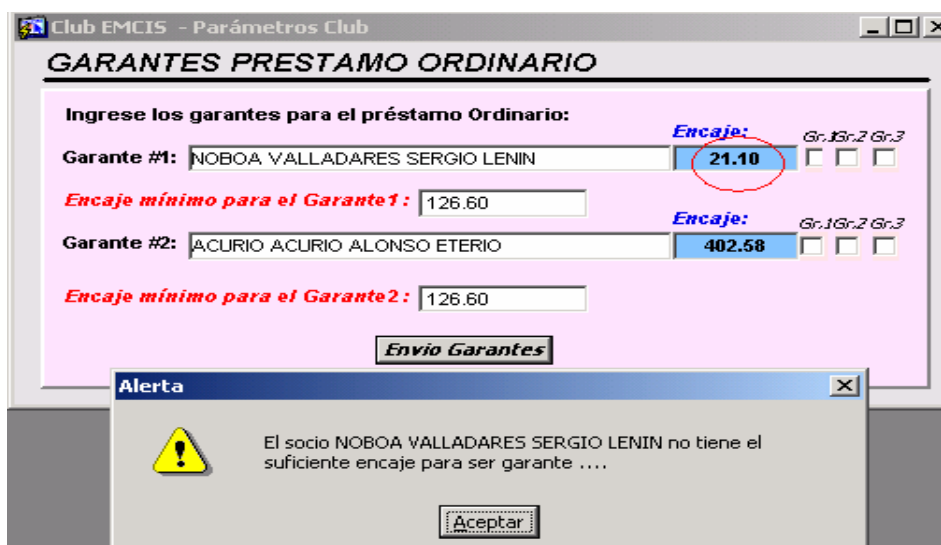 Club EMCIS - Parámetros Club
GARANTES PRESTAMO ORDINARIO
Ingrese los garantes para el préstamo Ordinario:
Encaje: Gr.1 Gr.2 Gr.3
Garante #1: NOBOA VALLADARES SERGIO LENIN 21.10
Encaje mínimo para el Garante1: 126.60
Encaje: Gr.1 Gr.2 Gr.3
Garante #2: ACURIO ACURIO ALONSO ETERIO 402.58
Encaje mínimo para el Garante2: 126.60
Envio Garantes
Alerta
El socio NOBOA VALLADARES SERGIO LENIN no tiene el
suficiente encaje para ser garante ....
Aceptar